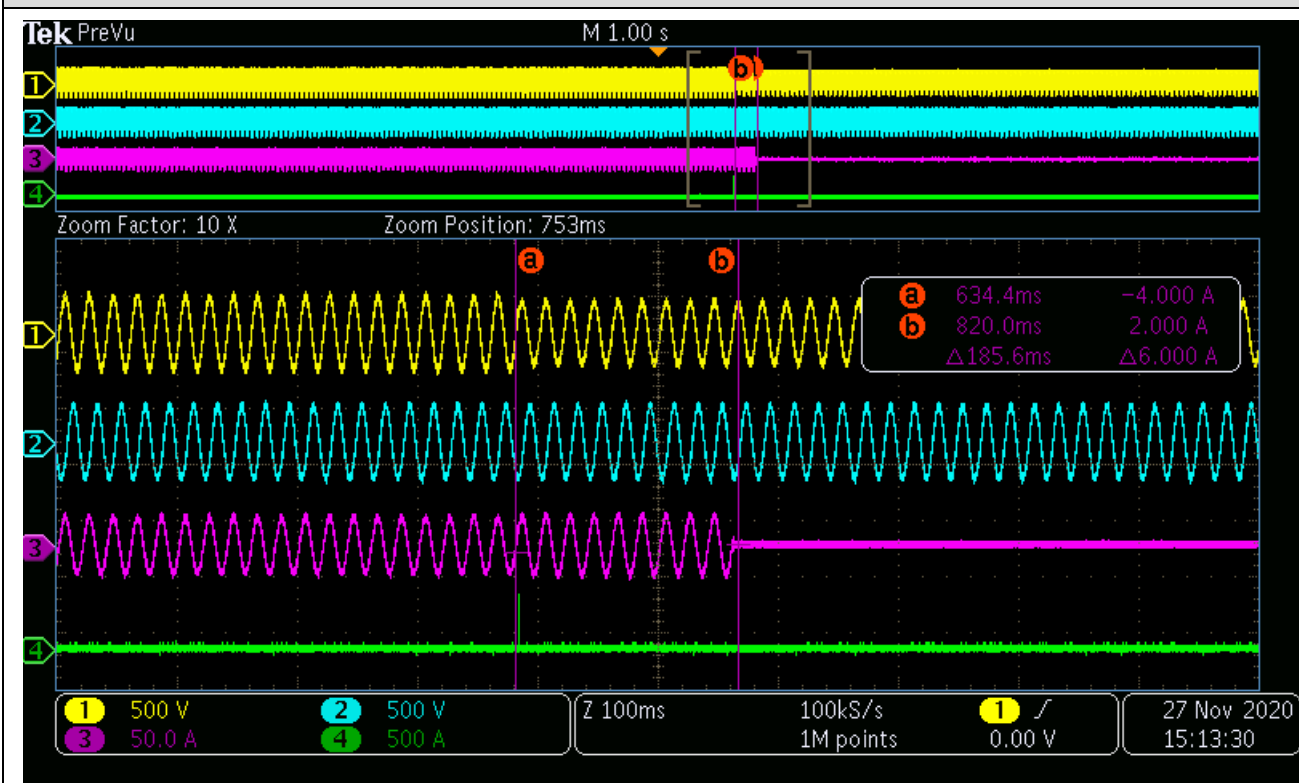 Tek PreVu M 1.00 s
b
1
2
3
4
Zoom Factor: 10 X Zoom Position: 753ms
a b
a 634.4ms −4.000 A
b 820.0ms 2.000 A
△185.6ms △6.000 A
1
2
3
4
1 500 V 2 500 V Z 100ms 100kS/s 1 27 Nov 2020
3 50.0 A 4 500 A 1M points 0.00 V 15:13:30